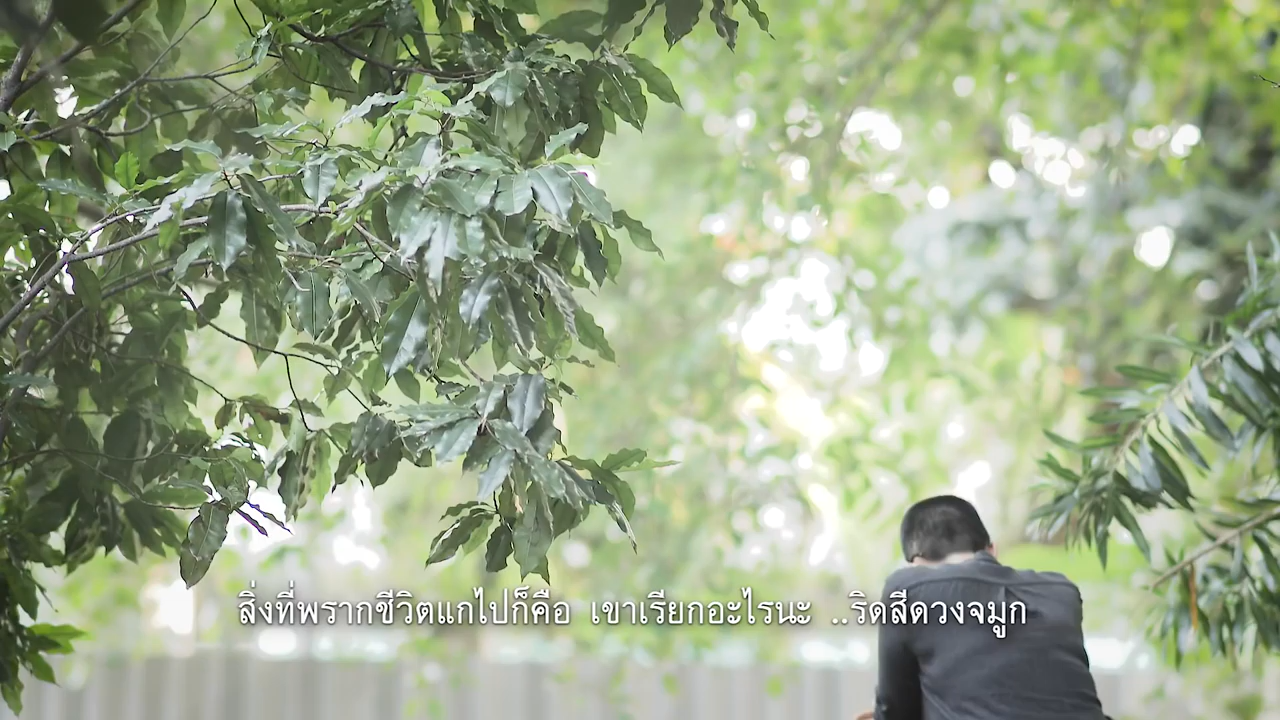 สิ่งที่พรากชีวิตแกไปก็คือ เขาเรียกอะไรนะ ..ริดสีดวงจมูก